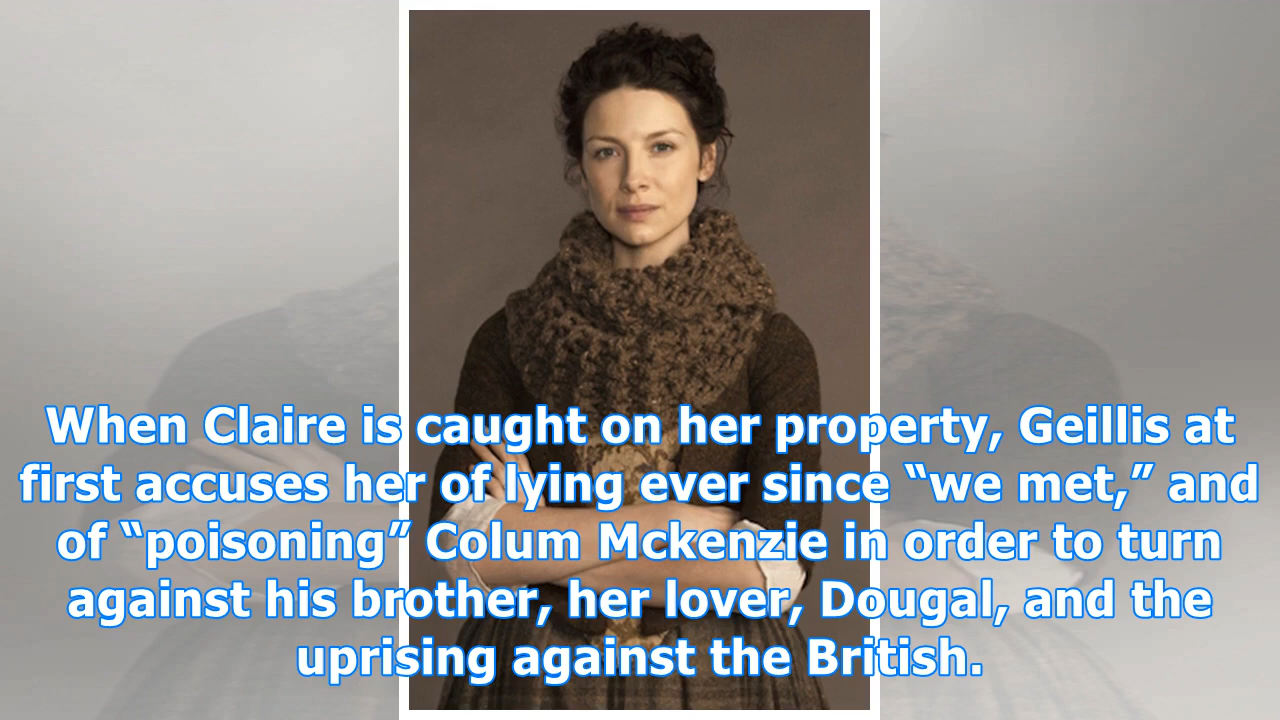 When Claire is caught on her property, Geillis at
first accuses her of lying ever since “we met,” and
of “poisoning” Colum Mckenzie in order to turn
against his brother, her lover, Dougal, and the
uprising against the British.